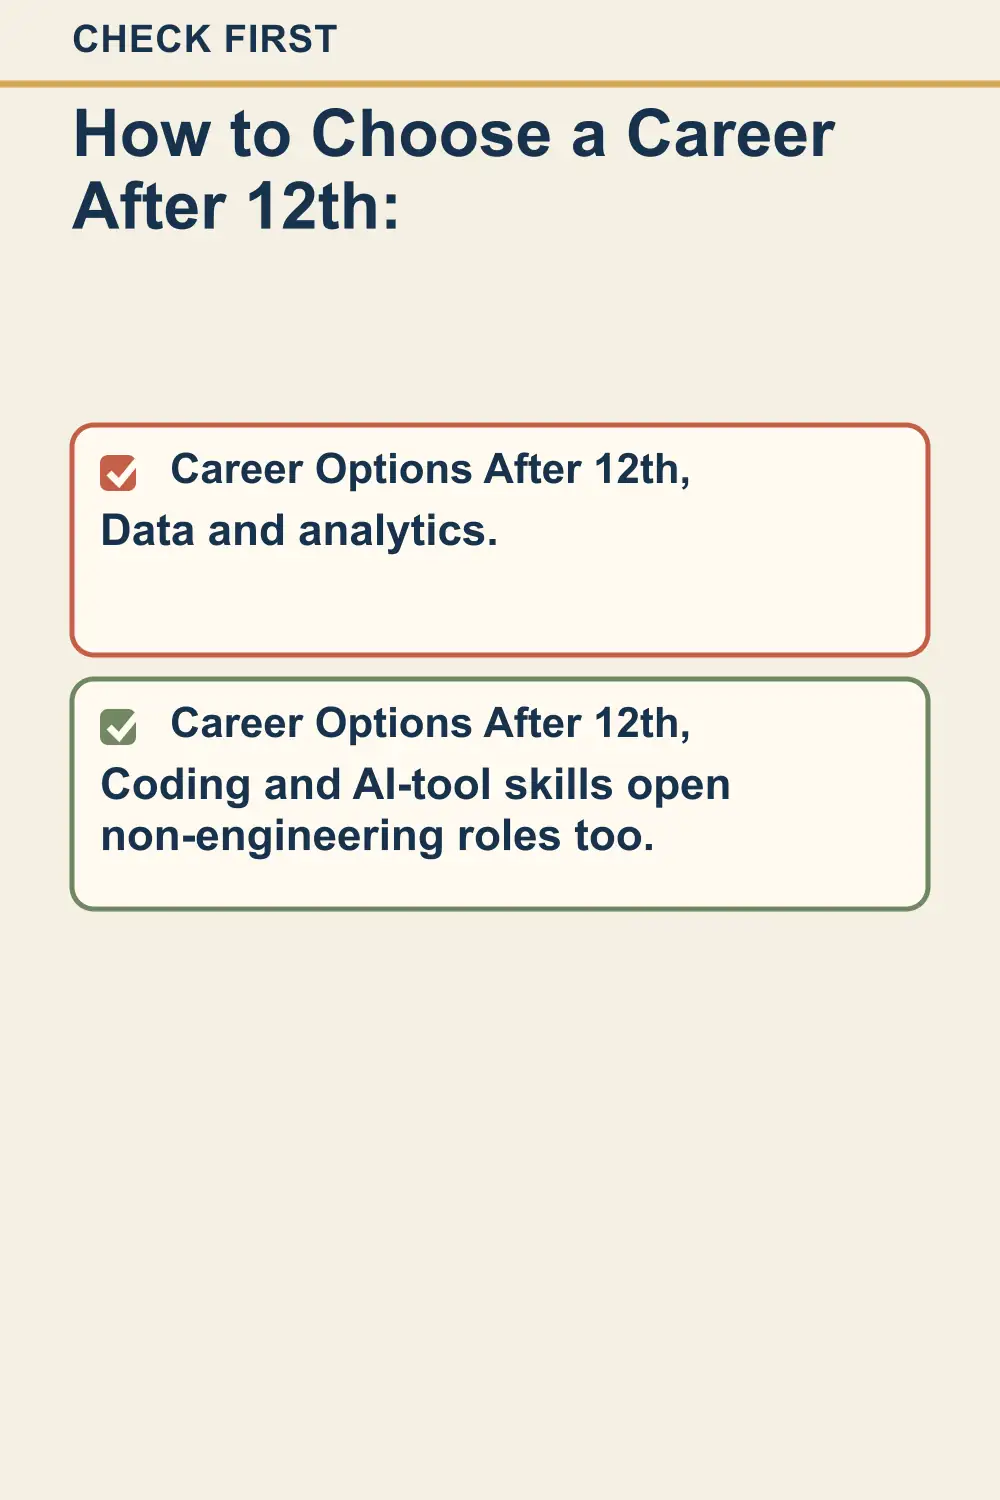 CHECK FIRST
How to Choose a Career
After 12th:
Career Options After 12th,
Data and analytics.
Career Options After 12th,
Coding and AI-tool skills open
non-engineering roles too.